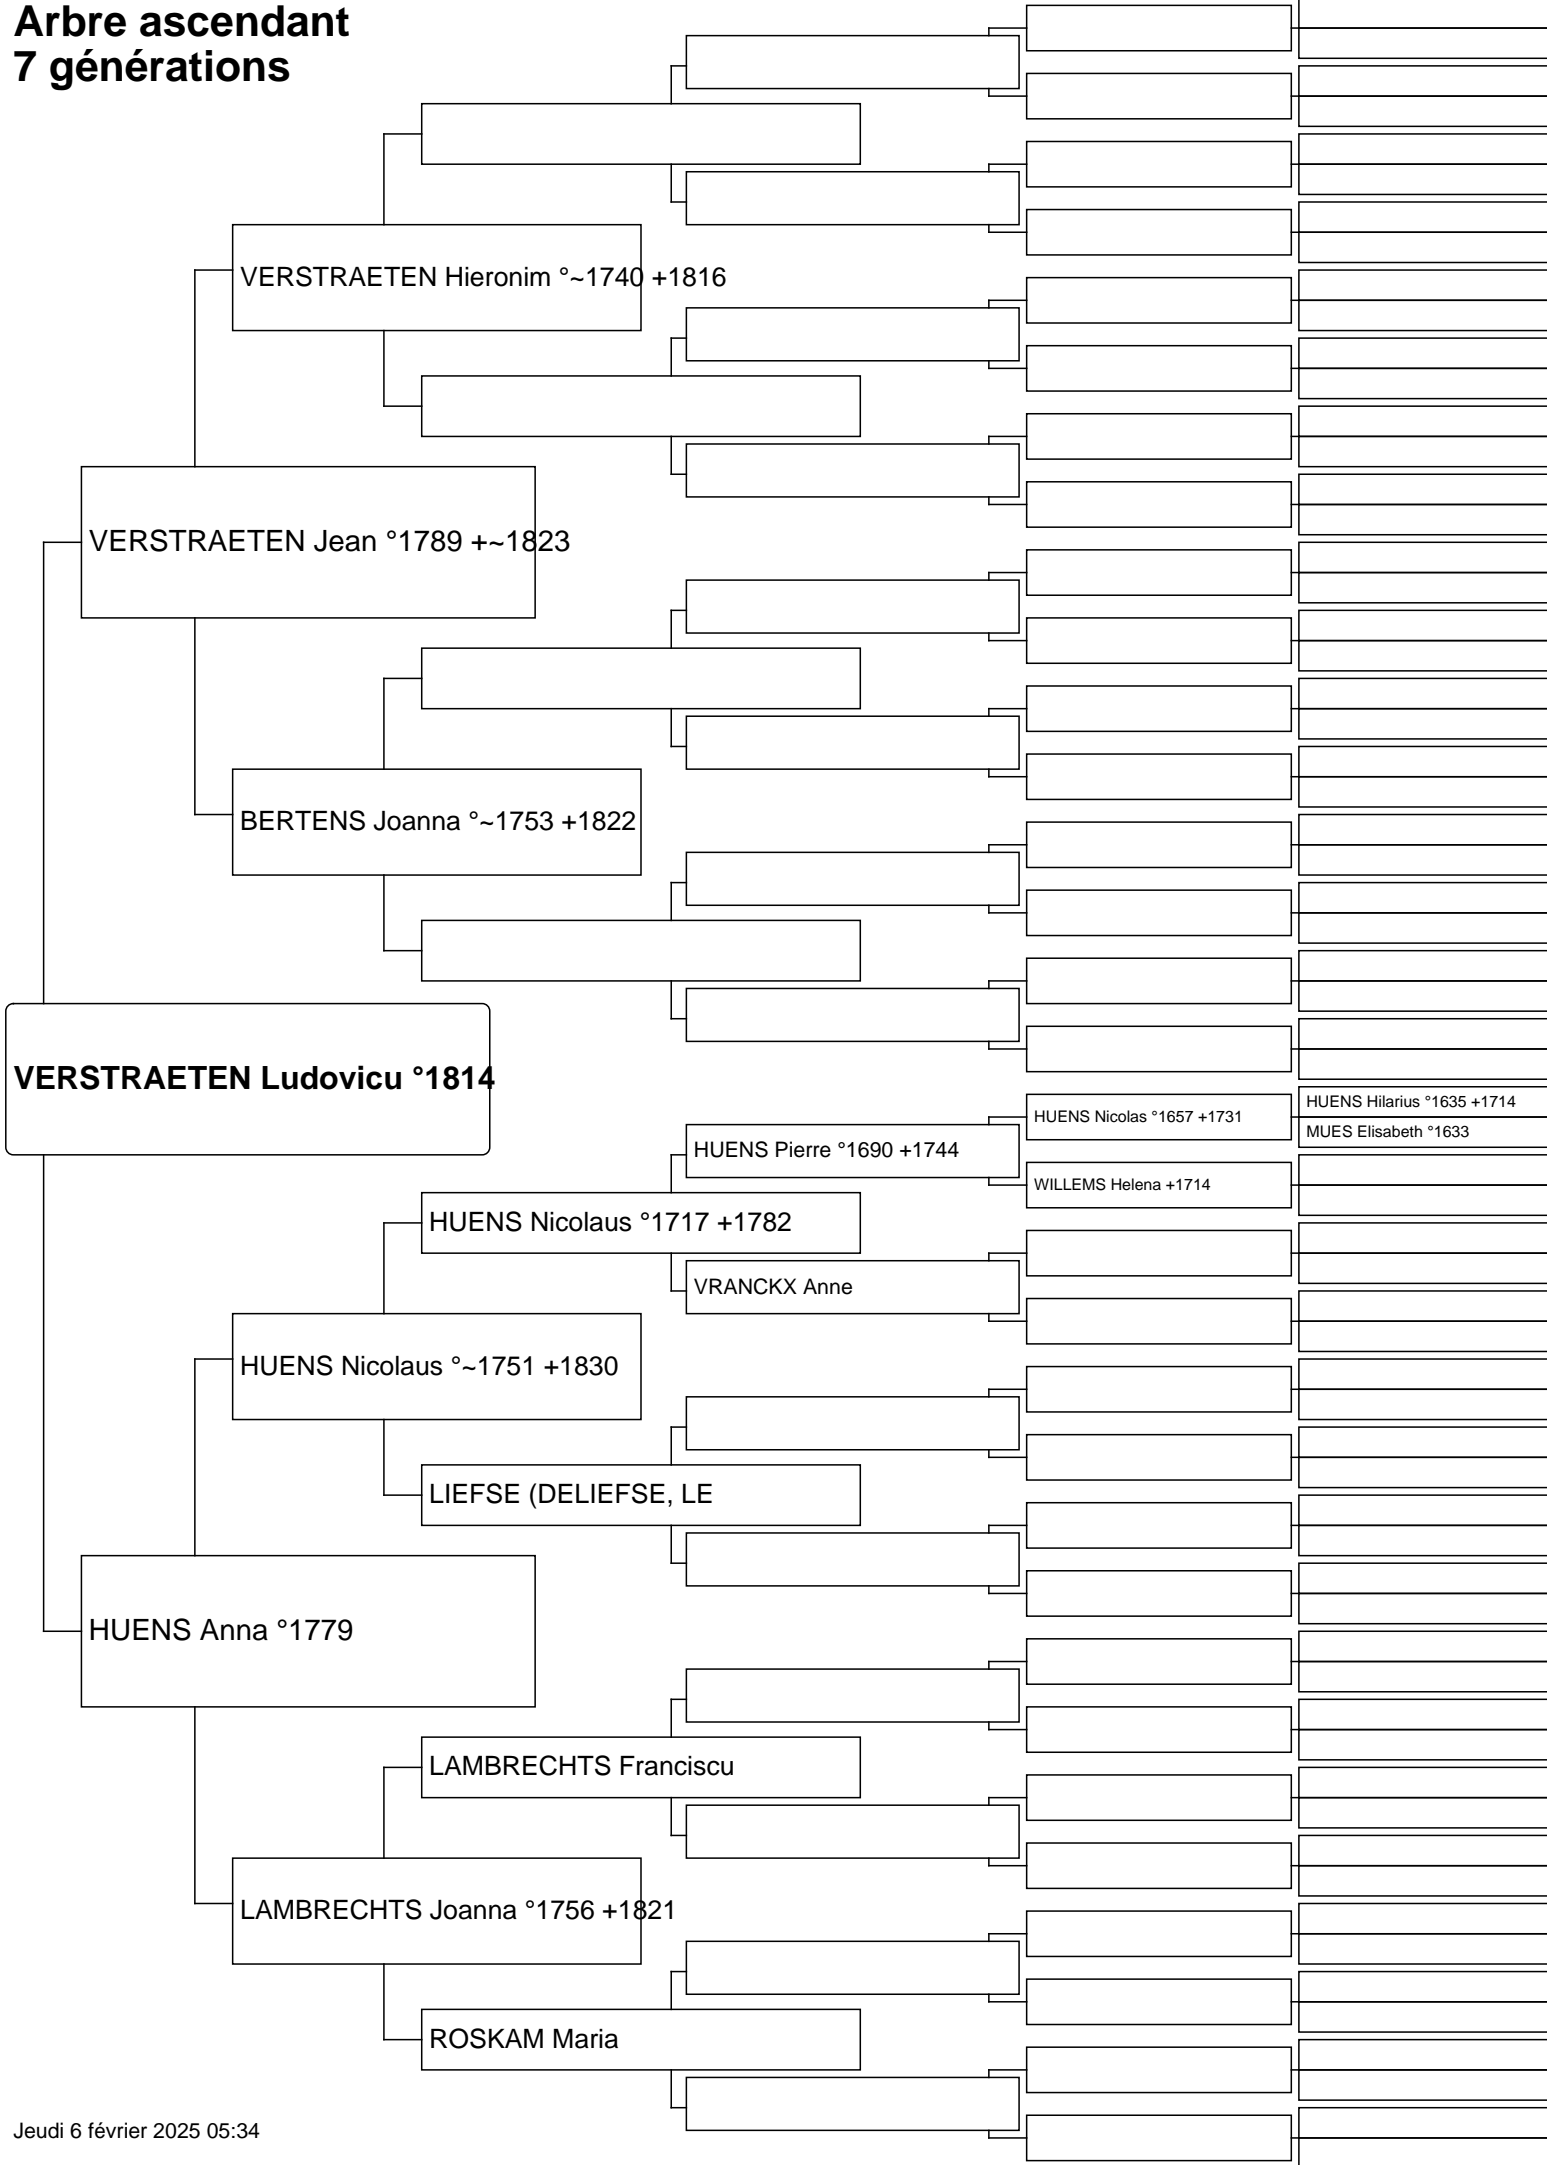 Arbre ascendant
7 générations
VERSTRAETEN Hieronim °~1740 +1816
VERSTRAETEN Jean °1789 +~1823
BERTENS Joanna °~1753 +1822
VERSTRAETEN Ludovicu °1814
HUENS Nicolas °1657 +1731
HUENS Hilarius °1635 +1714
MUES Elisabeth °1633
HUENS Pierre °1690 +1744
WILLEMS Helena +1714
HUENS Nicolaus °1717 +1782
VRANCKX Anne
HUENS Nicolaus °~1751 +1830
LIEFSE (DELIEFSE, LE
HUENS Anna °1779
LAMBRECHTS Franciscu
LAMBRECHTS Joanna °1756 +1821
ROSKAM Maria
Jeudi 6 février 2025 05:34